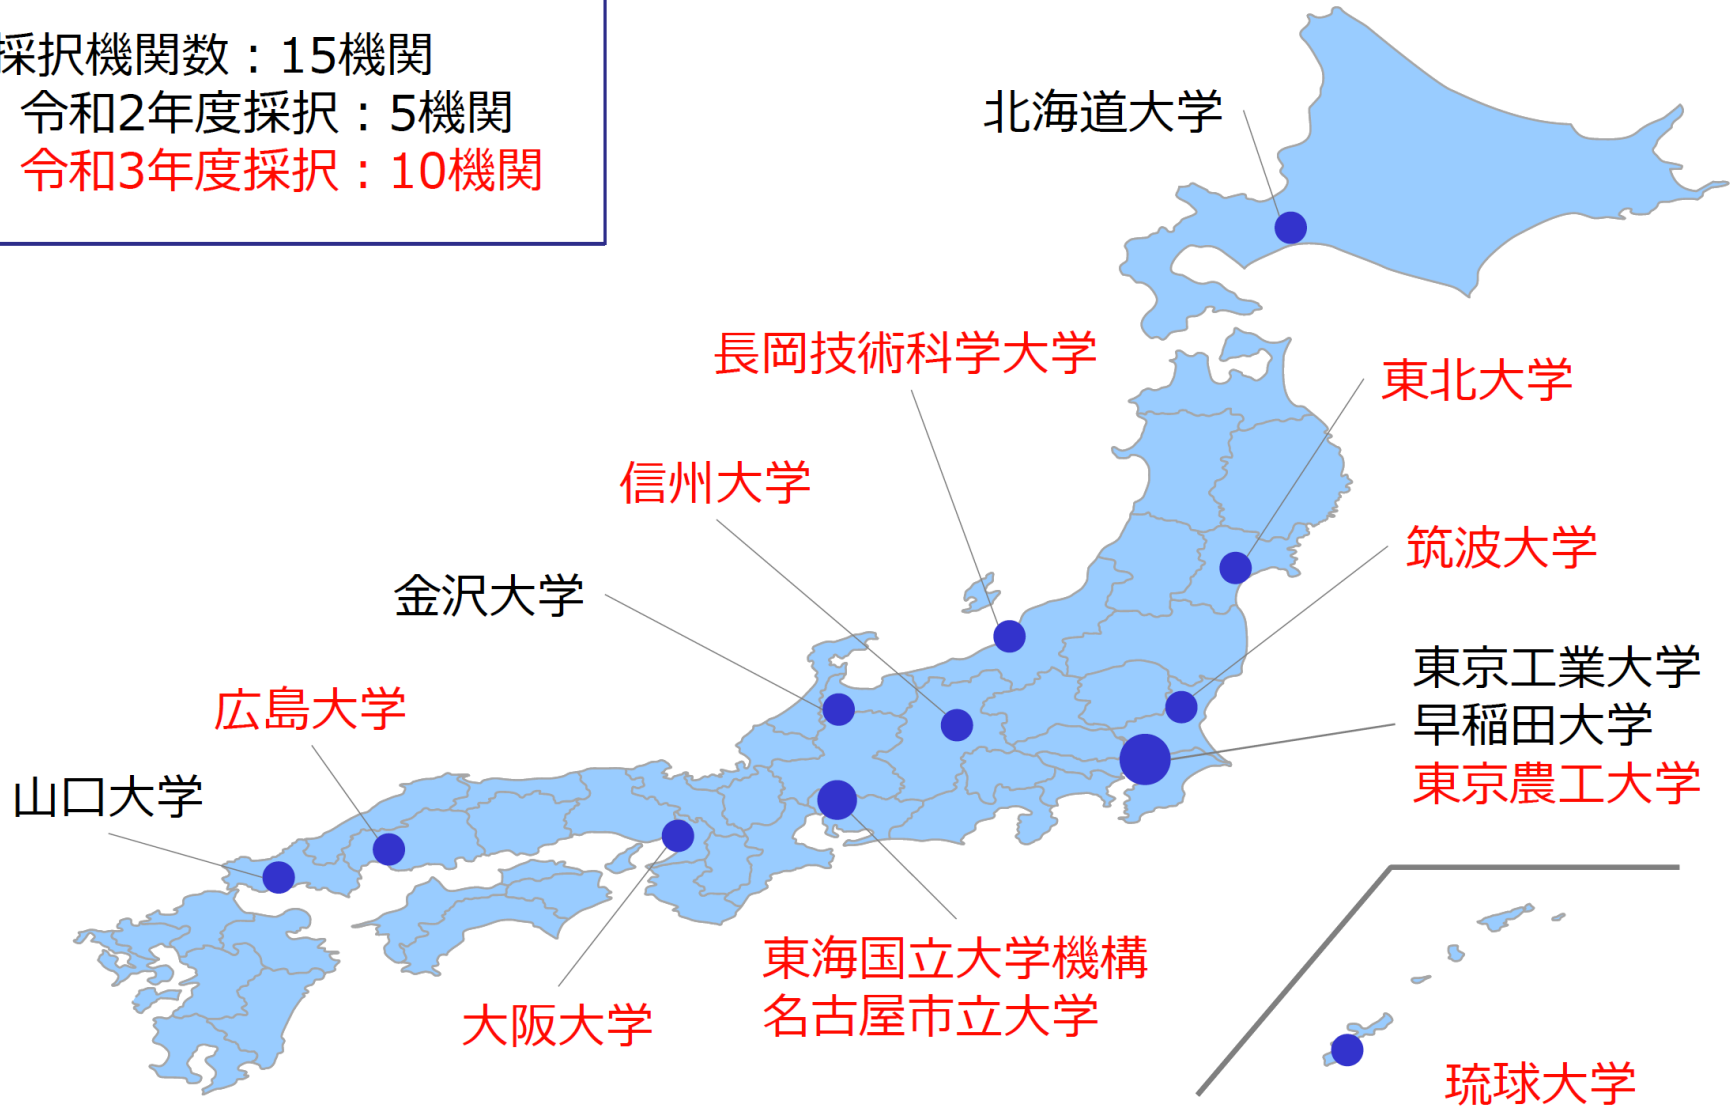 採択機関数：15機関
令和2年度採択：5機関
令和3年度採択：10機関
北海道大学
長岡技術科学大学
東北大学
信州大学
筑波大学
金沢大学
東京工業大学
早稲田大学
東京農工大学
広島大学
山口大学
東海国立大学機構
名古屋市立大学
大阪大学
琉球大学